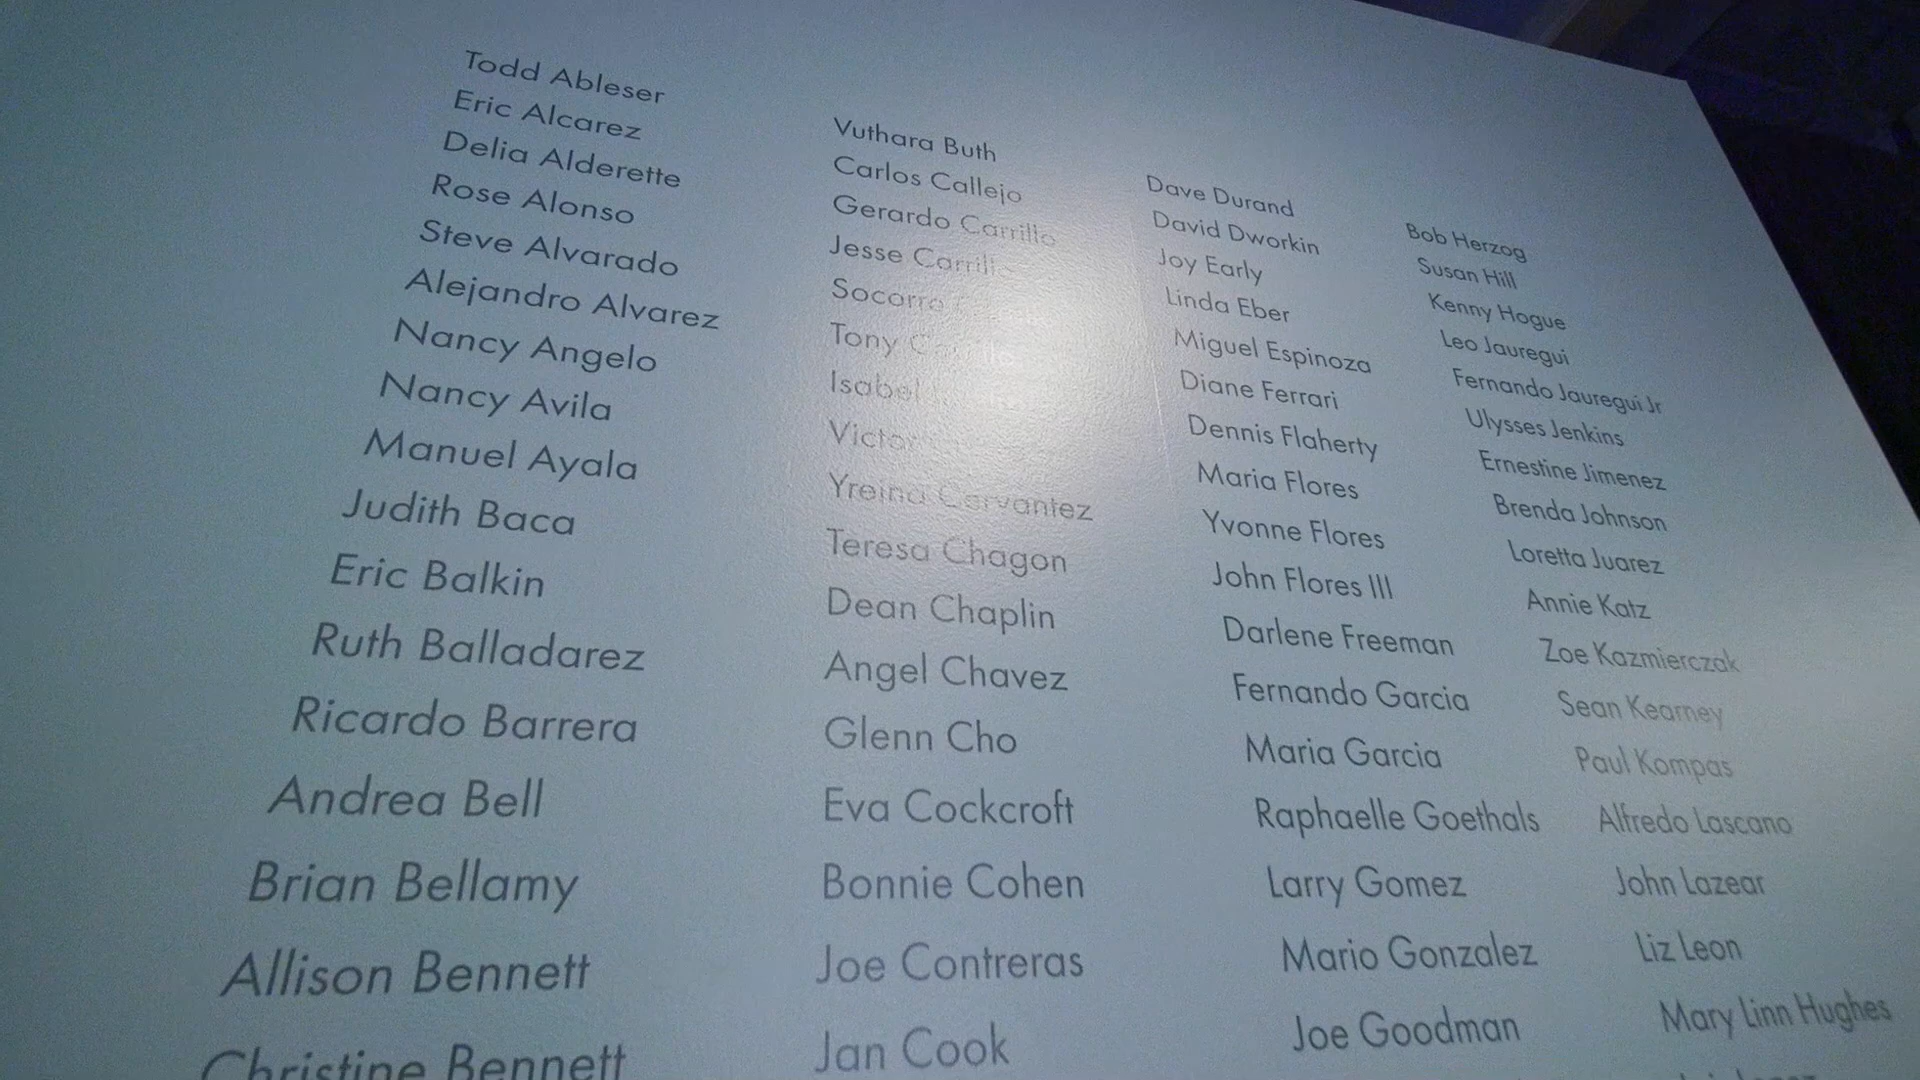 Todd Ableser
Eric Alcarez
Delia Alderette
Rose Alonso
Steve Alvarado
Alejandro Alvarez
Nancy Angelo
Nancy Avila
Manuel Ayala
Judith Baca
Eric Balkin
Ruth Balladarez
Ricardo Barrera
Andrea Bell
Brian Bellamy
Allison Bennett
Christine Bennett
Vuthara Buth
Carlos Callejo
Gerardo Carrillo
Jesse Carrillo
Socorro
Tony
Isabel
Victor
Yreina Cervantez
Teresa Chagon
Dean Chaplin
Angel Chavez
Glenn Cho
Eva Cockcroft
Bonnie Cohen
Joe Contreras
Jan Cook
Dave Durand
David Dworkin
Joy Early
Linda Eber
Miguel Espinoza
Diane Ferrari
Dennis Flaherty
Maria Flores
Yvonne Flores
John Flores III
Darlene Freeman
Fernando Garcia
Maria Garcia
Raphaelle Goethals
Larry Gomez
Mario Gonzalez
Joe Goodman
Bob Herzog
Susan Hill
Kenny Hogue
Leo Jauregui
Fernando Jauregui Jr
Ulysses Jenkins
Ernestine Jimenez
Brenda Johnson
Loretta Juarez
Annie Katz
Zoe Kazmierczak
Sean Kearney
Paul Kompas
Alfredo Lascano
John Lazear
Liz Leon
Mary Linn Hughes